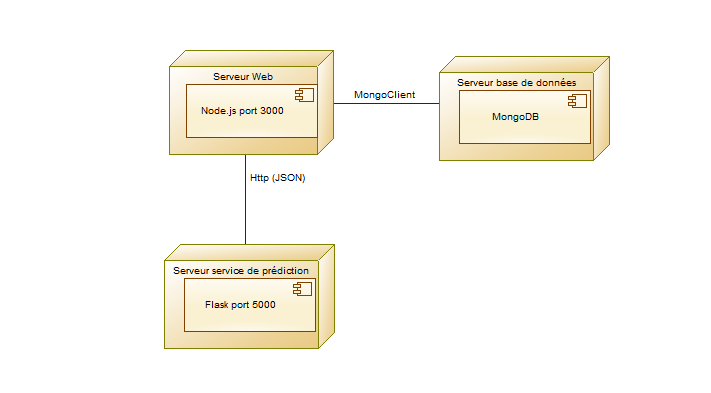 Serveur Web
Node.js port 3000
MongoClient
Serveur base de données
MongoDB
Http (JSON)
Serveur service de prédiction
Flask port 5000